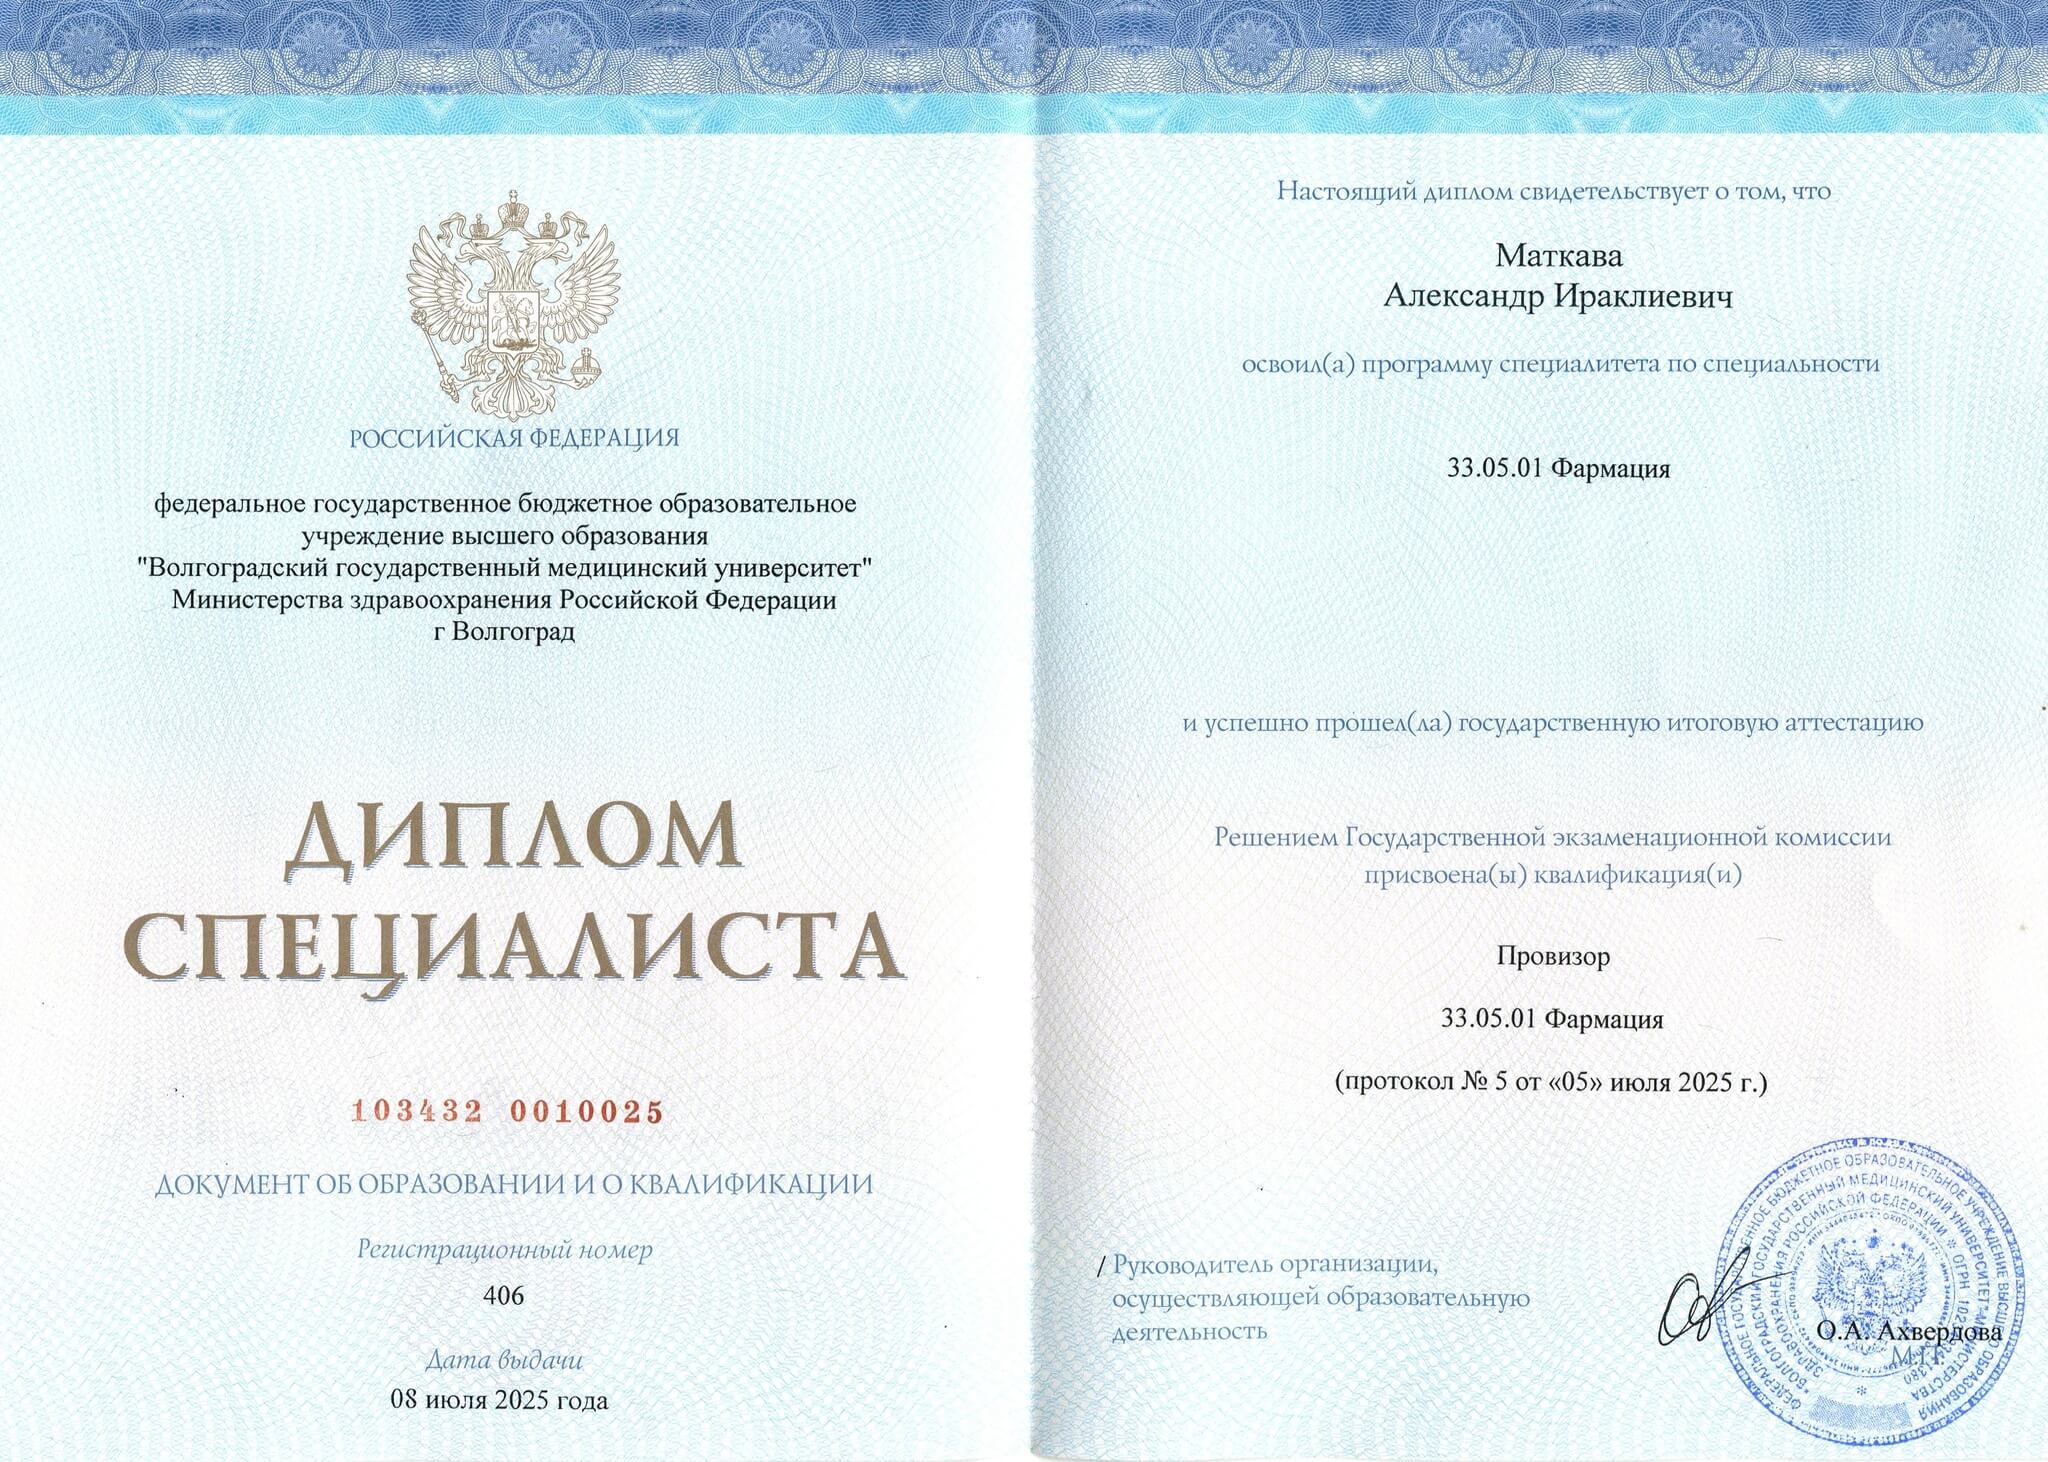 РОССИЙСКАЯ ФЕДЕРАЦИЯ
федеральное государственное бюджетное образовательное
учреждение высшего образования
"Волгоградский государственный медицинский университет"
Министерства здравоохранения Российской Федерации
г Волгоград
ДИПЛОМ
СПЕЦИАЛИСТА
103432 0010025
ДОКУМЕНТ ОБ ОБРАЗОВАНИИ И О КВАЛИФИКАЦИИ
Регистрационный номер
406
Дата выдачи
08 июля 2025 года
Настоящий диплом свидетельствует о том, что
Маткава
Александр Ираклиевич
освоил(а) программу специалитета по специальности
33.05.01 Фармация
и успешно прошел(ла) государственную итоговую аттестацию
Решением Государственной экзаменационной комиссии
присвоена(ы) квалификация(и)
Провизор
33.05.01 Фармация
(протокол № 5 от «05» июля 2025 г.)
/ Руководитель организации,
осуществляющей образовательную
деятельность
О.А. Ахвердова
М.П.
ФЕДЕРАЛЬНОЕ ГОСУДАРСТВЕННОЕ БЮДЖЕТНОЕ ОБРАЗОВАТЕЛЬНОЕ УЧРЕЖДЕНИЕ ВЫСШЕГО ОБРАЗОВАНИЯ
"ВОЛГОГРАДСКИЙ ГОСУДАРСТВЕННЫЙ МЕДИЦИНСКИЙ УНИВЕРСИТЕТ" МИНИСТЕРСТВА
ЗДРАВООХРАНЕНИЯ РОССИЙСКОЙ ФЕДЕРАЦИИ * ОГРН